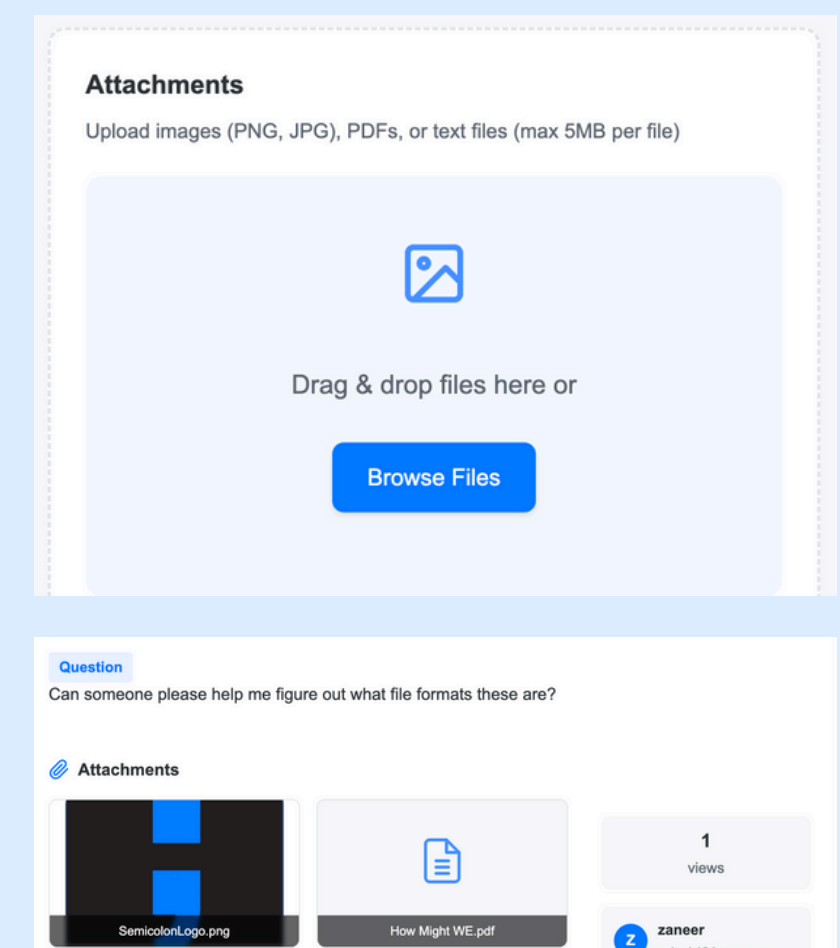 Attachments
Upload images (PNG, JPG), PDFs, or text files (max 5MB per file)
Drag & drop files here or
Browse Files
Question
Can someone please help me figure out what file formats these are?
Attachments
SemicolonLogo.png
How Might WE.pdf
1
views
Z
zaneer